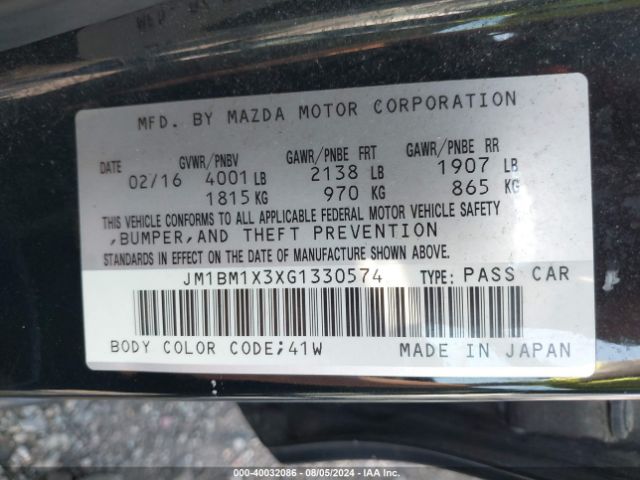 MFD. BY MAZDA MOTOR CORPORATION
DATE GVWR/PNBV GAWR/PNBE FRT GAWR/PNBE RR
02/16 4001 LB 2138 LB 1907 LB
1815 KG 970 KG 865 KG
THIS VEHICLE CONFORMS TO ALL APPLICABLE FEDERAL MOTOR VEHICLE SAFETY
,BUMPER,AND THEFT PREVENTION
STANDARDS IN EFFECT ON THE DATE OF MANUFACTURE SHOWN ABOVE.
JM1BM1X3XG1330574 TYPE: PASS CAR
BODY COLOR CODE;41W MADE IN JAPAN
000-40032086 - 08/05/2024 - IAA Inc.